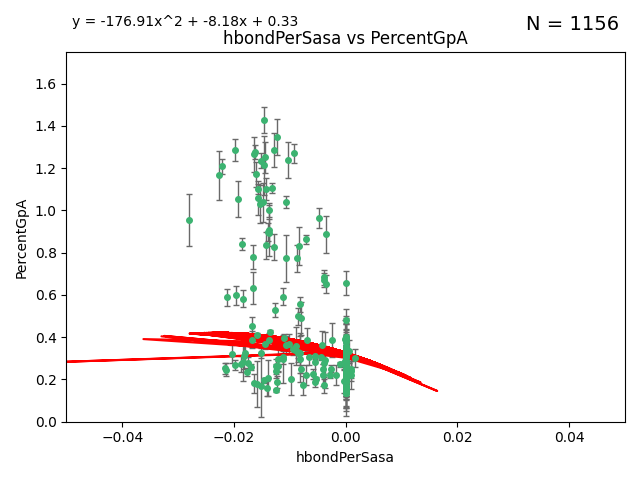 y = -176.91x^2 + -8.18x + 0.33
N = 1156
hbondPerSasa vs PercentGpA
1.6
1.4
1.2
1.0
0.8
0.6
0.4
0.2
0.0
PercentGpA
−0.04
−0.02
0.00
0.02
0.04
hbondPerSasa